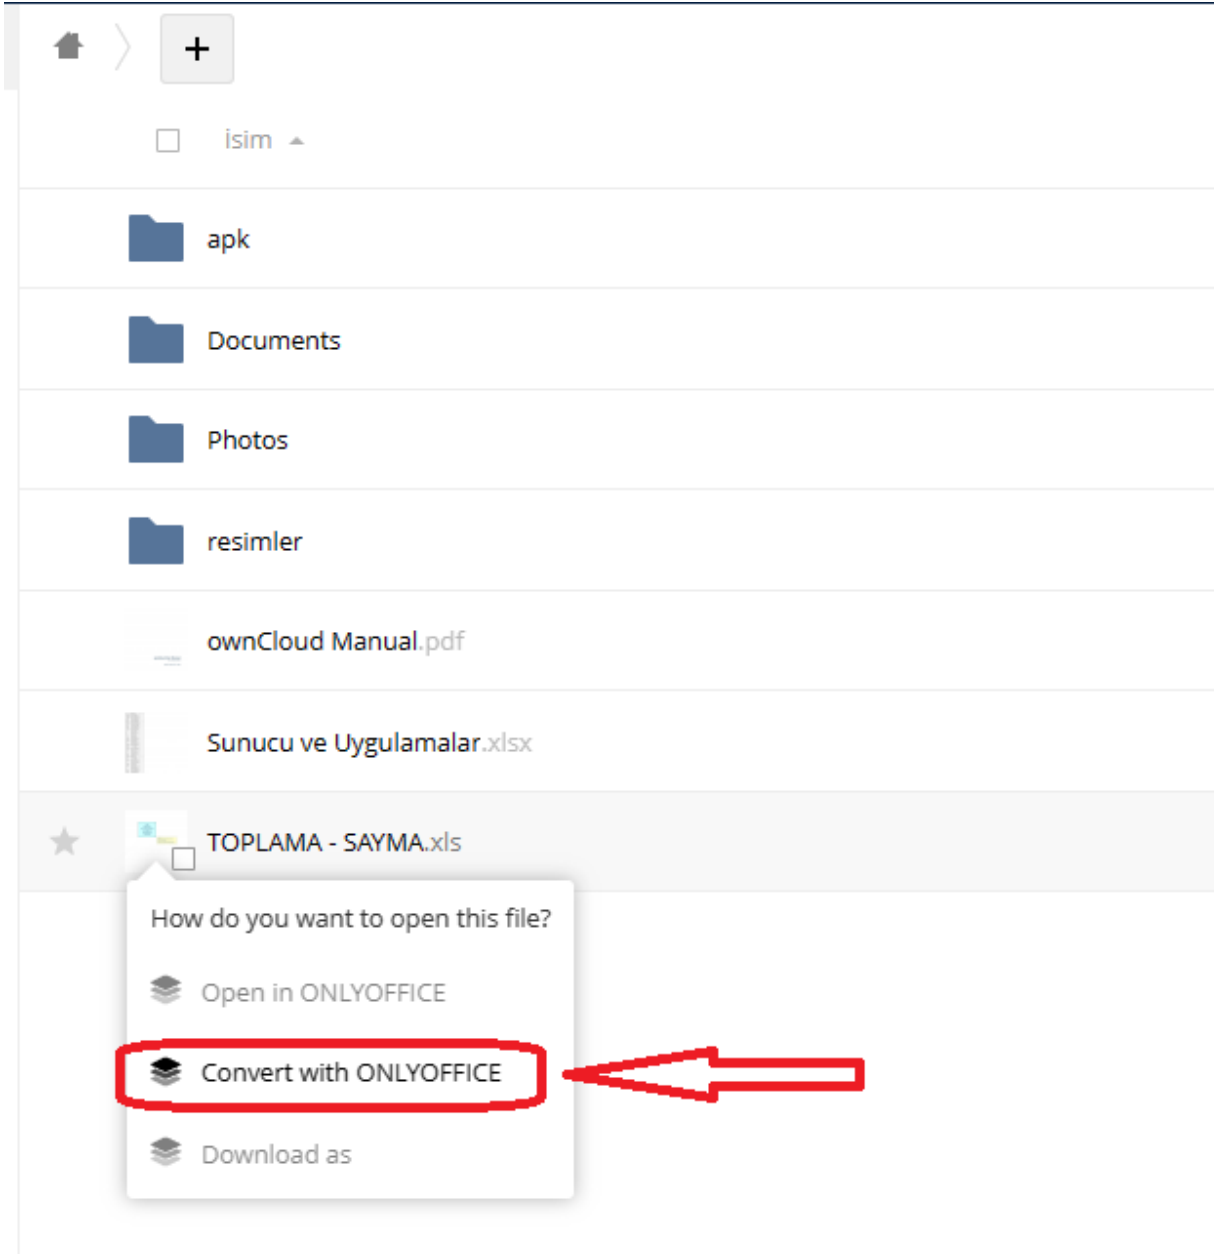 +
İsim
apk
Documents
Photos
resimler
ownCloud Manual.pdf
Sunucu ve Uygulamalar.xlsx
TOPLAMA - SAYMA.xls
How do you want to open this file?
Open in ONLYOFFICE
Convert with ONLYOFFICE
Download as